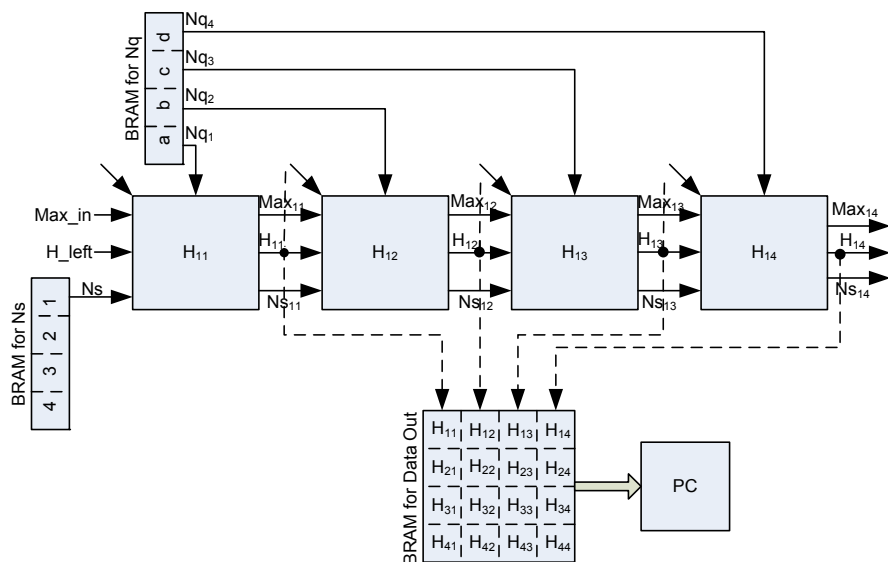 BRAM for Nq
d
c
b
a
Nq4
Nq3
Nq2
Nq1
Max_in
H_left
Ns
BRAM for Ns
1
2
3
4
H11
Max11
H11
Ns11
H12
Max12
H12
Ns12
H13
Max13
H13
Ns13
H14
Max14
H14
Ns14
BRAM for Data Out
H11 H12 H13 H14
H21 H22 H23 H24
H31 H32 H33 H34
H41 H42 H43 H44
PC